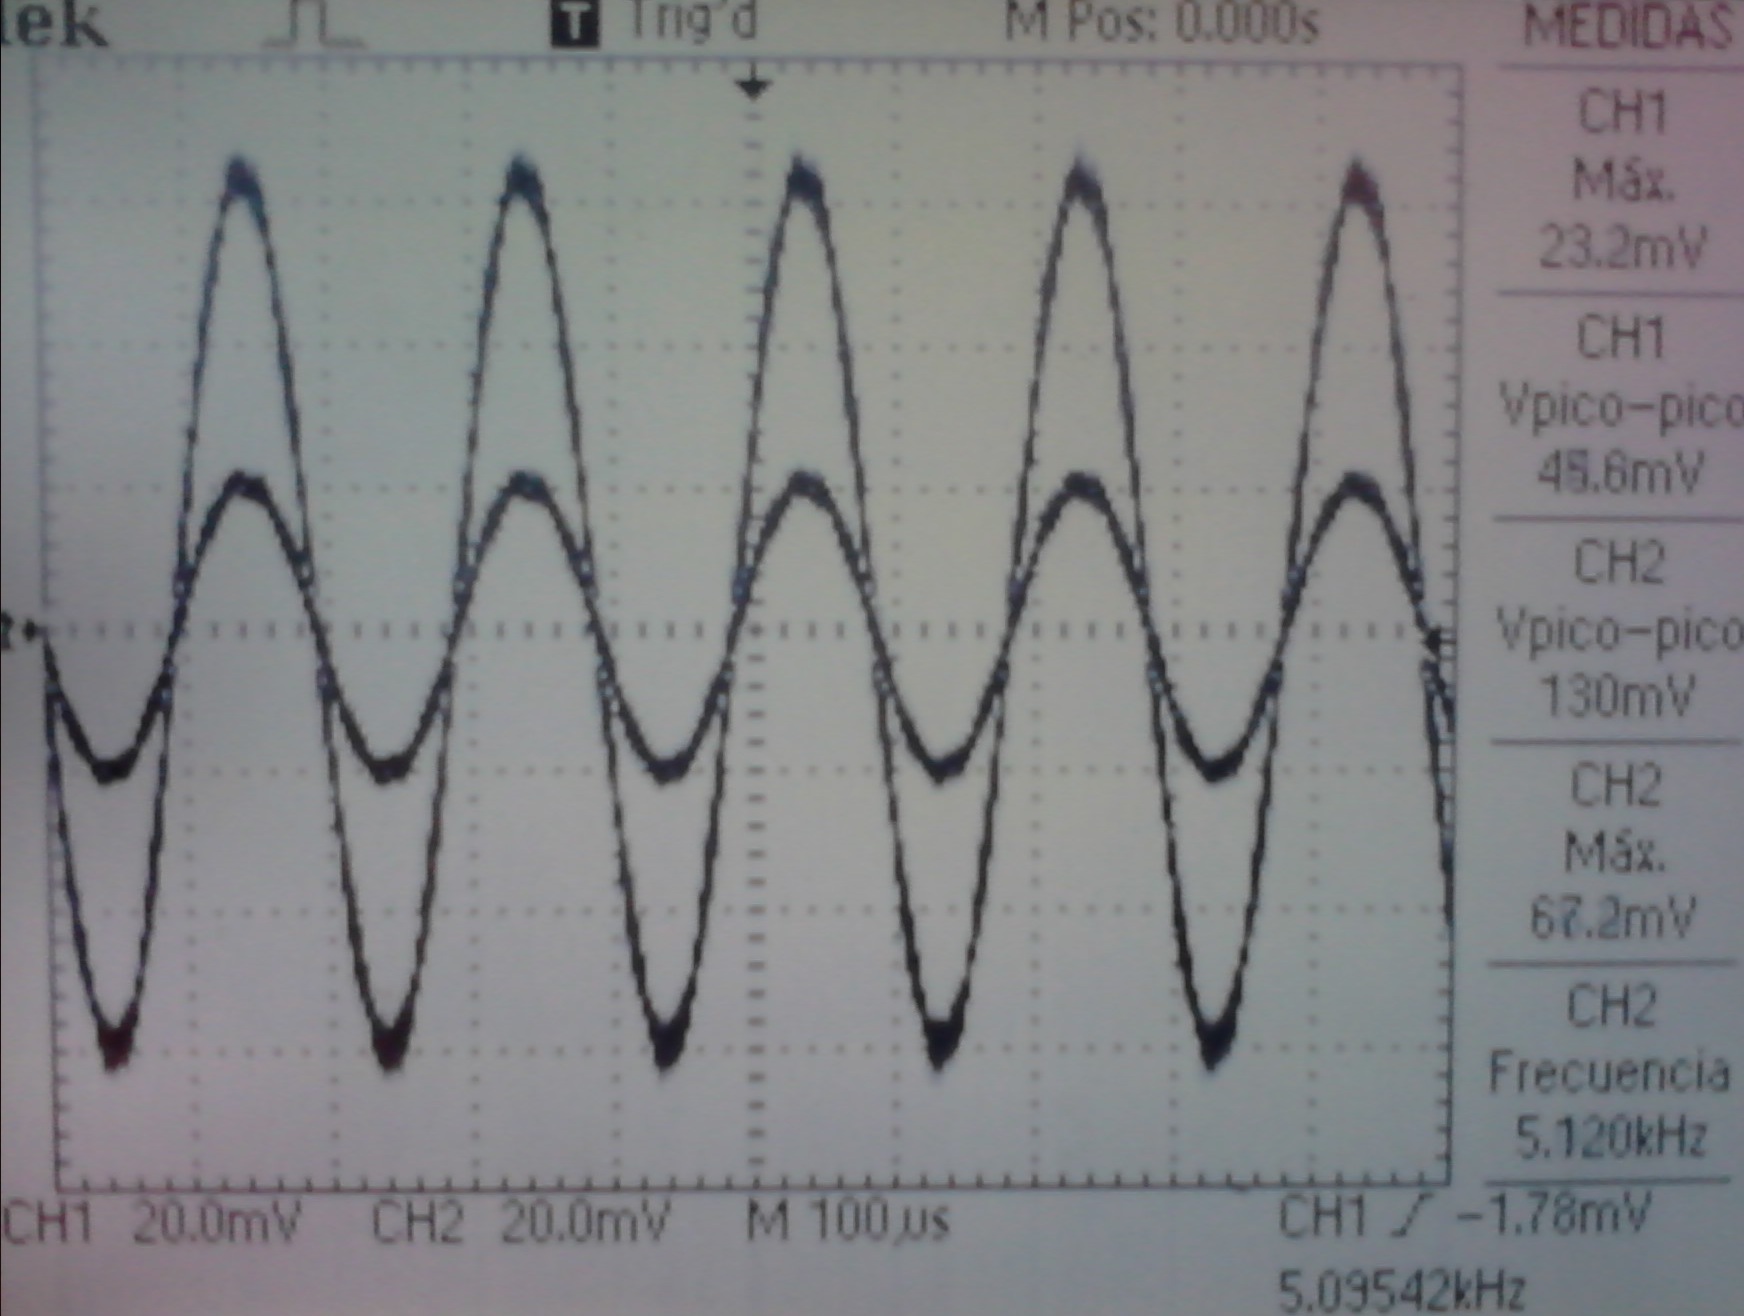 T Trig'd M Pos: 0.000s MEDIDAS
CH1
Máx.
23.2mV
CH1
Vpico-pico
CH2
Vpico-pico
130mV
CH2
Máx.
CH2
Frecuencia
5.120kHz
CH1 20.0mV CH2 20.0mV M 100µs CH1 -1.78mV
5.09542kHz